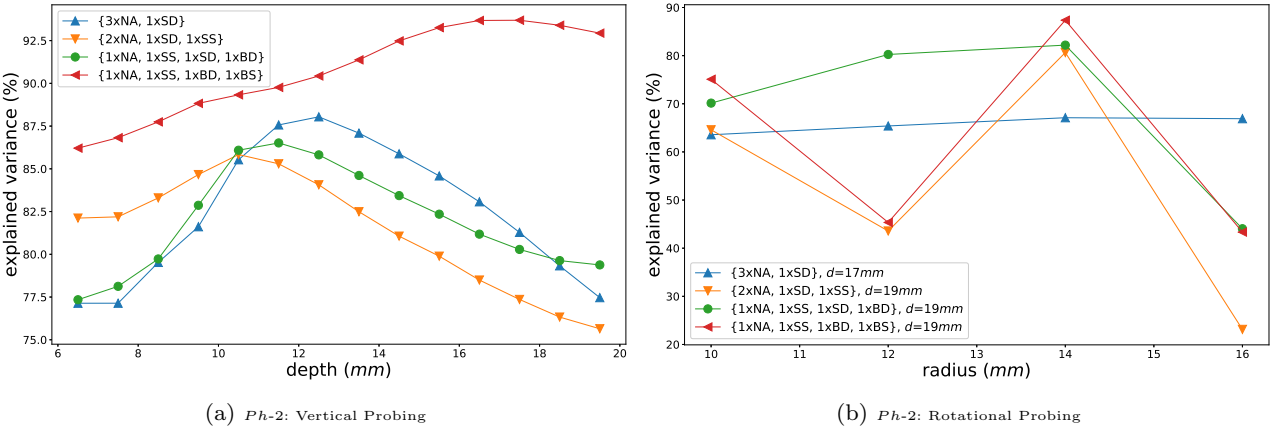 explained variance (%)
92.5
90.0
87.5
85.0
82.5
80.0
77.5
75.0
{3xNA, 1xSD}
{2xNA, 1xSD, 1xSS}
{1xNA, 1xSS, 1xSD, 1xBD}
{1xNA, 1xSS, 1xBD, 1xBS}
6 8 10 12 14 16 18 20
depth (mm)
(a) Ph-2: Vertical Probing
explained variance (%)
90
80
70
60
50
40
30
20
{3xNA, 1xSD}, d=17mm
{2xNA, 1xSD, 1xSS}, d=19mm
{1xNA, 1xSS, 1xSD, 1xBD}, d=19mm
{1xNA, 1xSS, 1xBD, 1xBS}, d=19mm
10 11 12 13 14 15 16
radius (mm)
(b) Ph-2: Rotational Probing